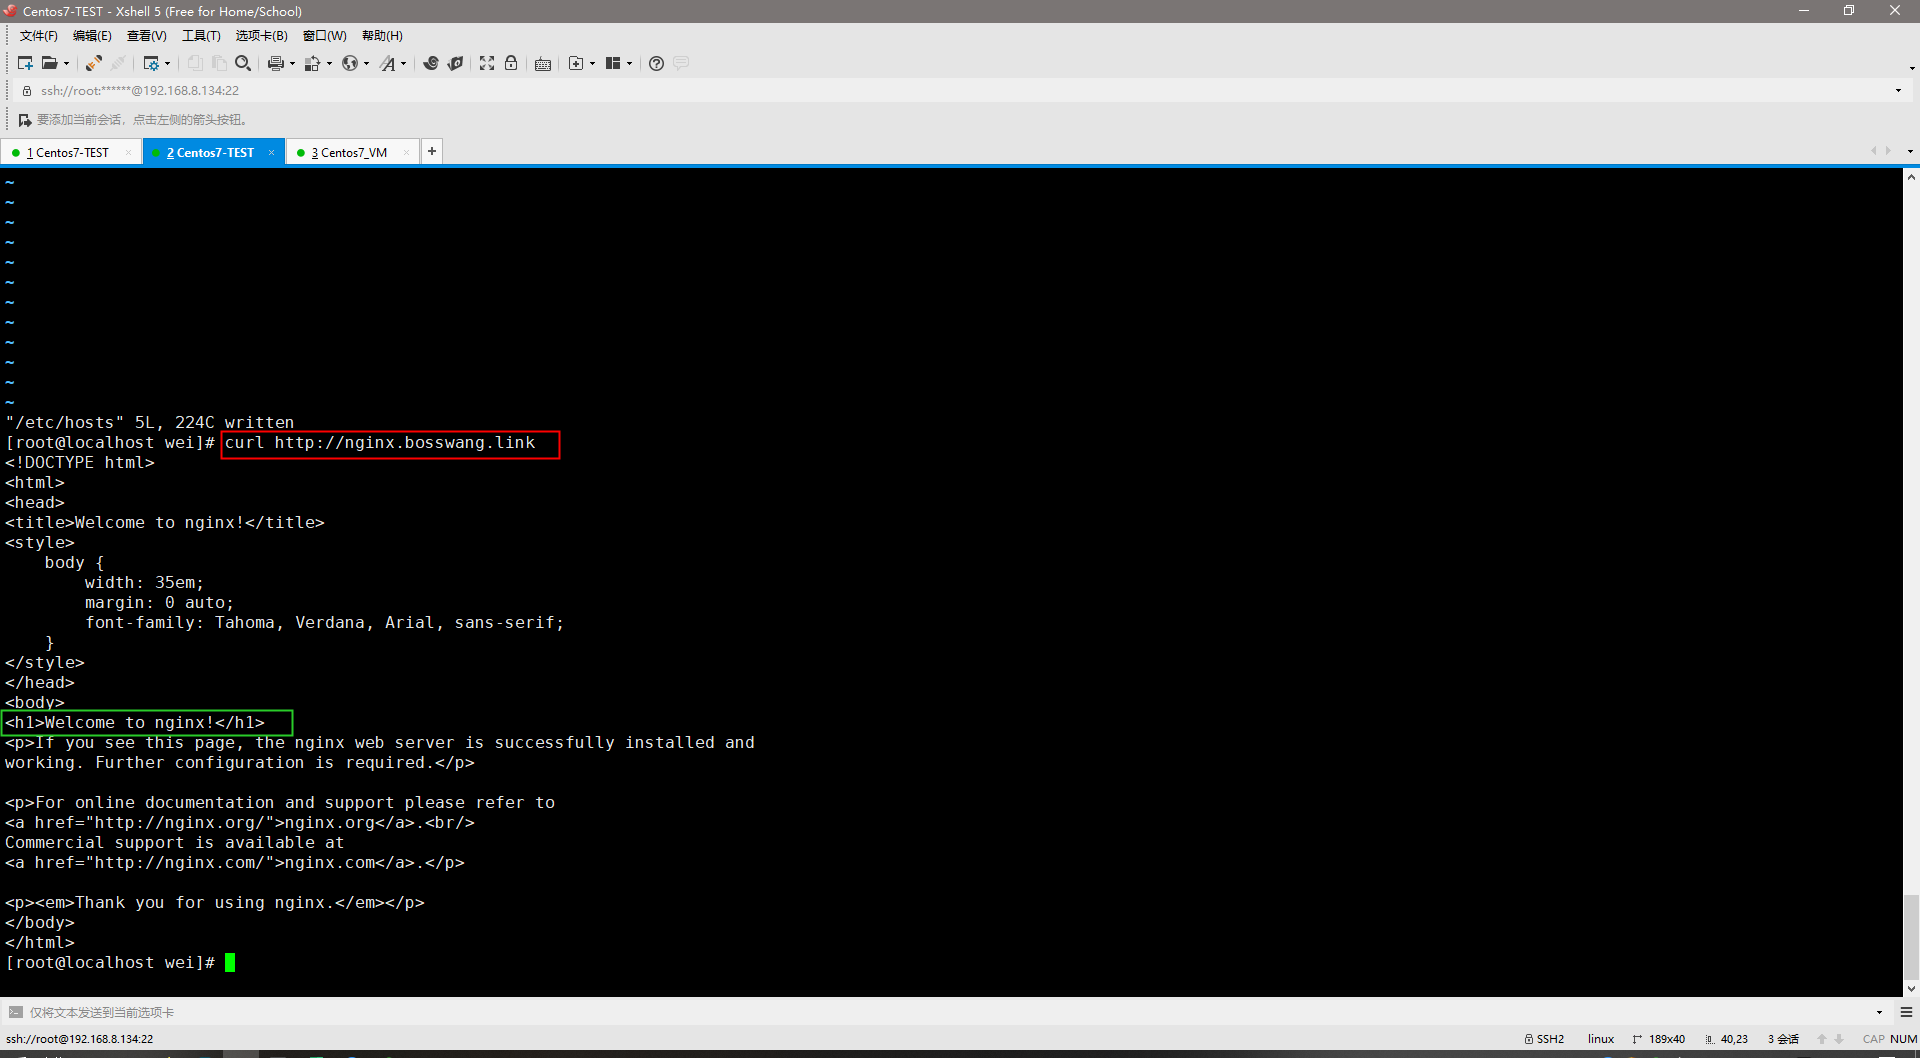 Centos7-TEST - Xshell 5 (Free for Home/School)
文件(F) 编辑(E) 查看(V) 工具(T) 选项卡(B) 窗口(W) 帮助(H)
ssh://root:******@192.168.8.134:22
要添加当前会话，点击左侧的箭头按钮。
1 Centos7-TEST × 2 Centos7-TEST × 3 Centos7_VM × +
~
~
~
~
~
~
~
~
~
~
~
~
"/etc/hosts" 5L, 224C written
[root@localhost wei]# curl http://nginx.bosswang.link
<!DOCTYPE html>
<html>
<head>
<title>Welcome to nginx!</title>
<style>
    body {
        width: 35em;
        margin: 0 auto;
        font-family: Tahoma, Verdana, Arial, sans-serif;
    }
</style>
</head>
<body>
<h1>Welcome to nginx!</h1>
<p>If you see this page, the nginx web server is successfully installed and
working. Further configuration is required.</p>
<p>For online documentation and support please refer to
<a href="http://nginx.org/">nginx.org</a>.<br/>
Commercial support is available at
<a href="http://nginx.com/">nginx.com</a>.</p>
<p><em>Thank you for using nginx.</em></p>
</body>
</html>
[root@localhost wei]#
仅将文本发送到当前选项卡
ssh://root@192.168.8.134:22 SSH2 linux 189x40 40,23 3 会话 CAP NUM